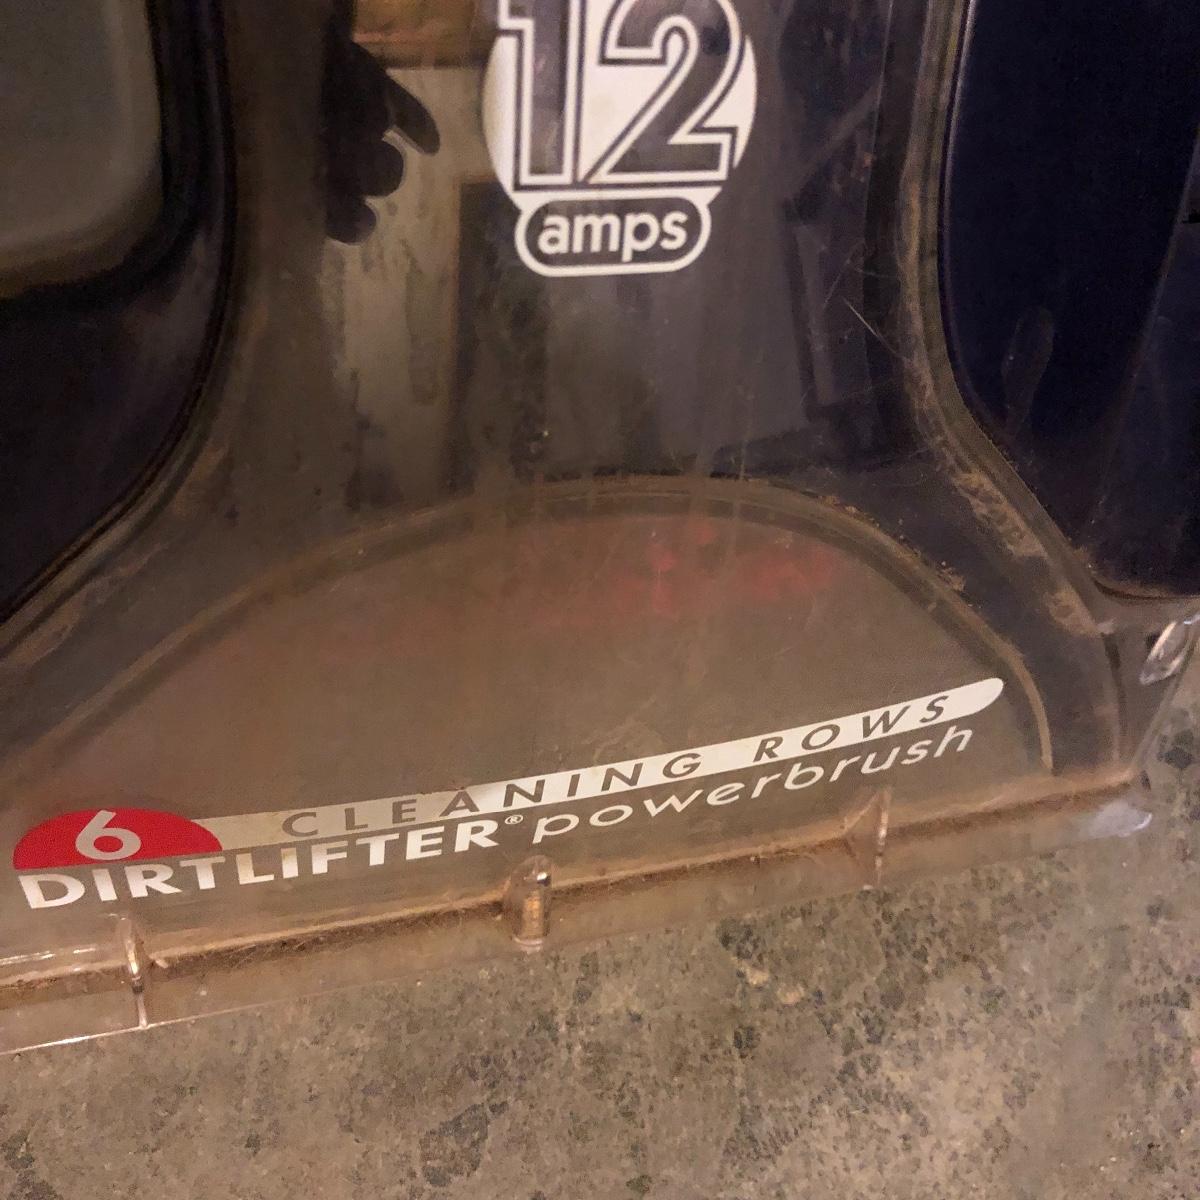 12
amps
6 CLEANING ROWS
DIRTLIFTER® powerbrush